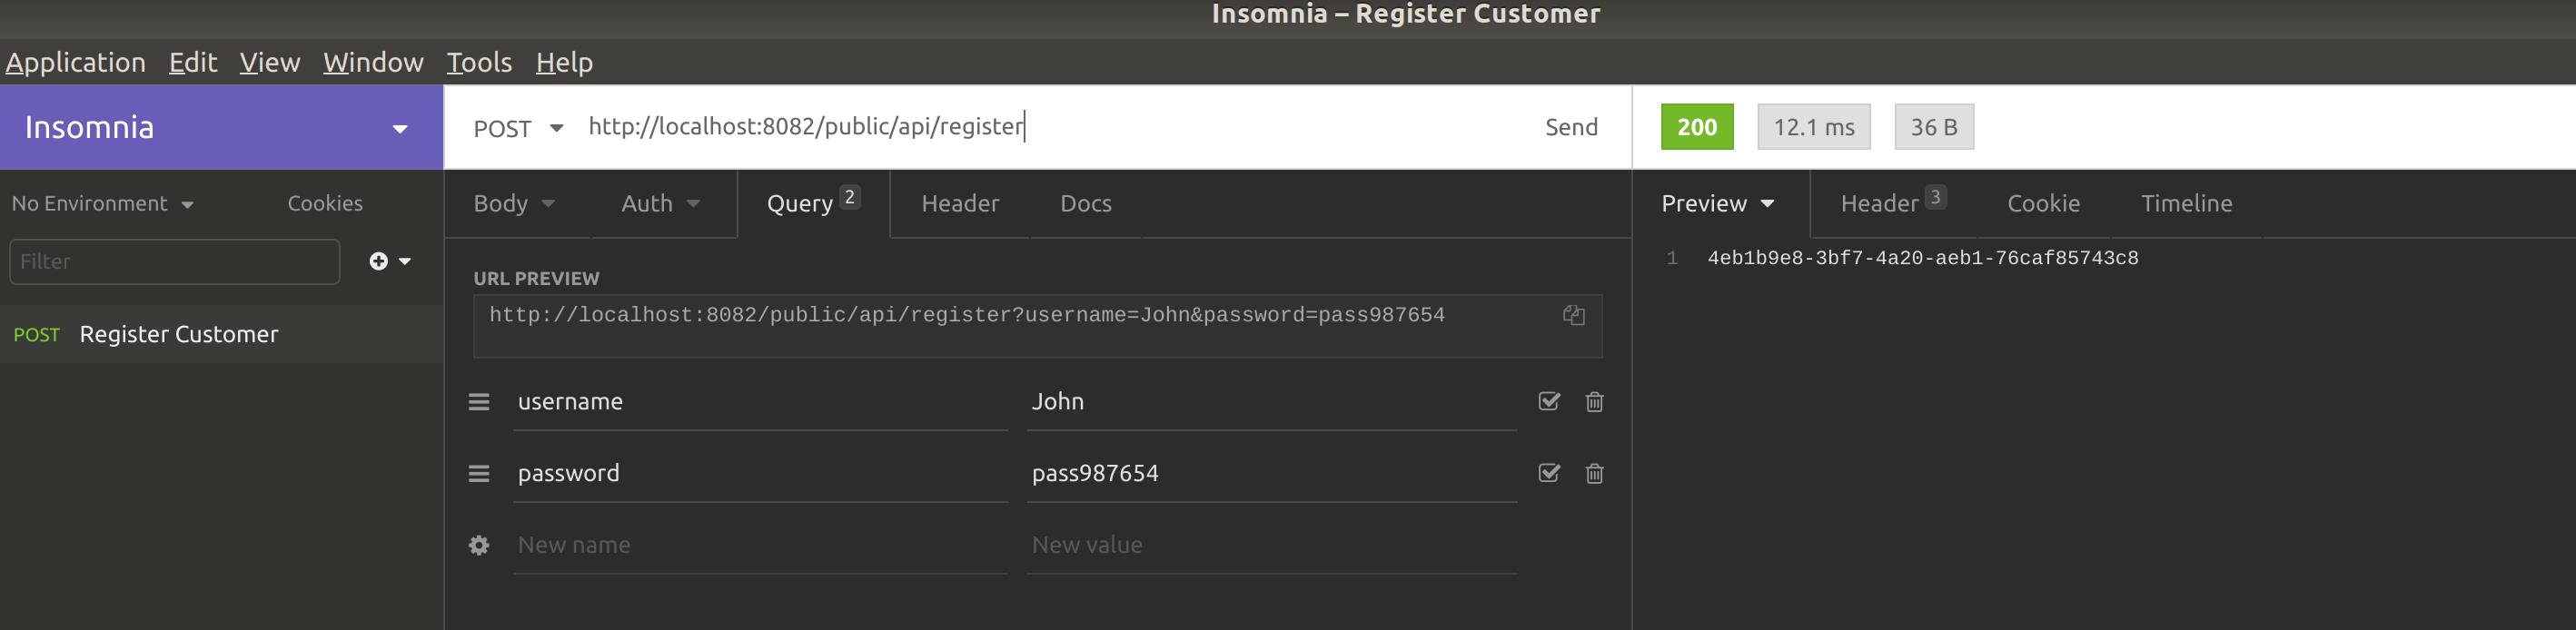 Insomnia – Register Customer
Application Edit View Window Tools Help
Insomnia
POST http://localhost:8082/public/api/register Send
200 12.1 ms 36 B
No Environment Cookies
Body Auth Query 2 Header Docs
Preview Header 3 Cookie Timeline
Filter
POST Register Customer
URL PREVIEW
http://localhost:8082/public/api/register?username=John&password=pass987654
username John
password pass987654
New name New value
1 4eb1b9e8-3bf7-4a20-aeb1-76caf85743c8